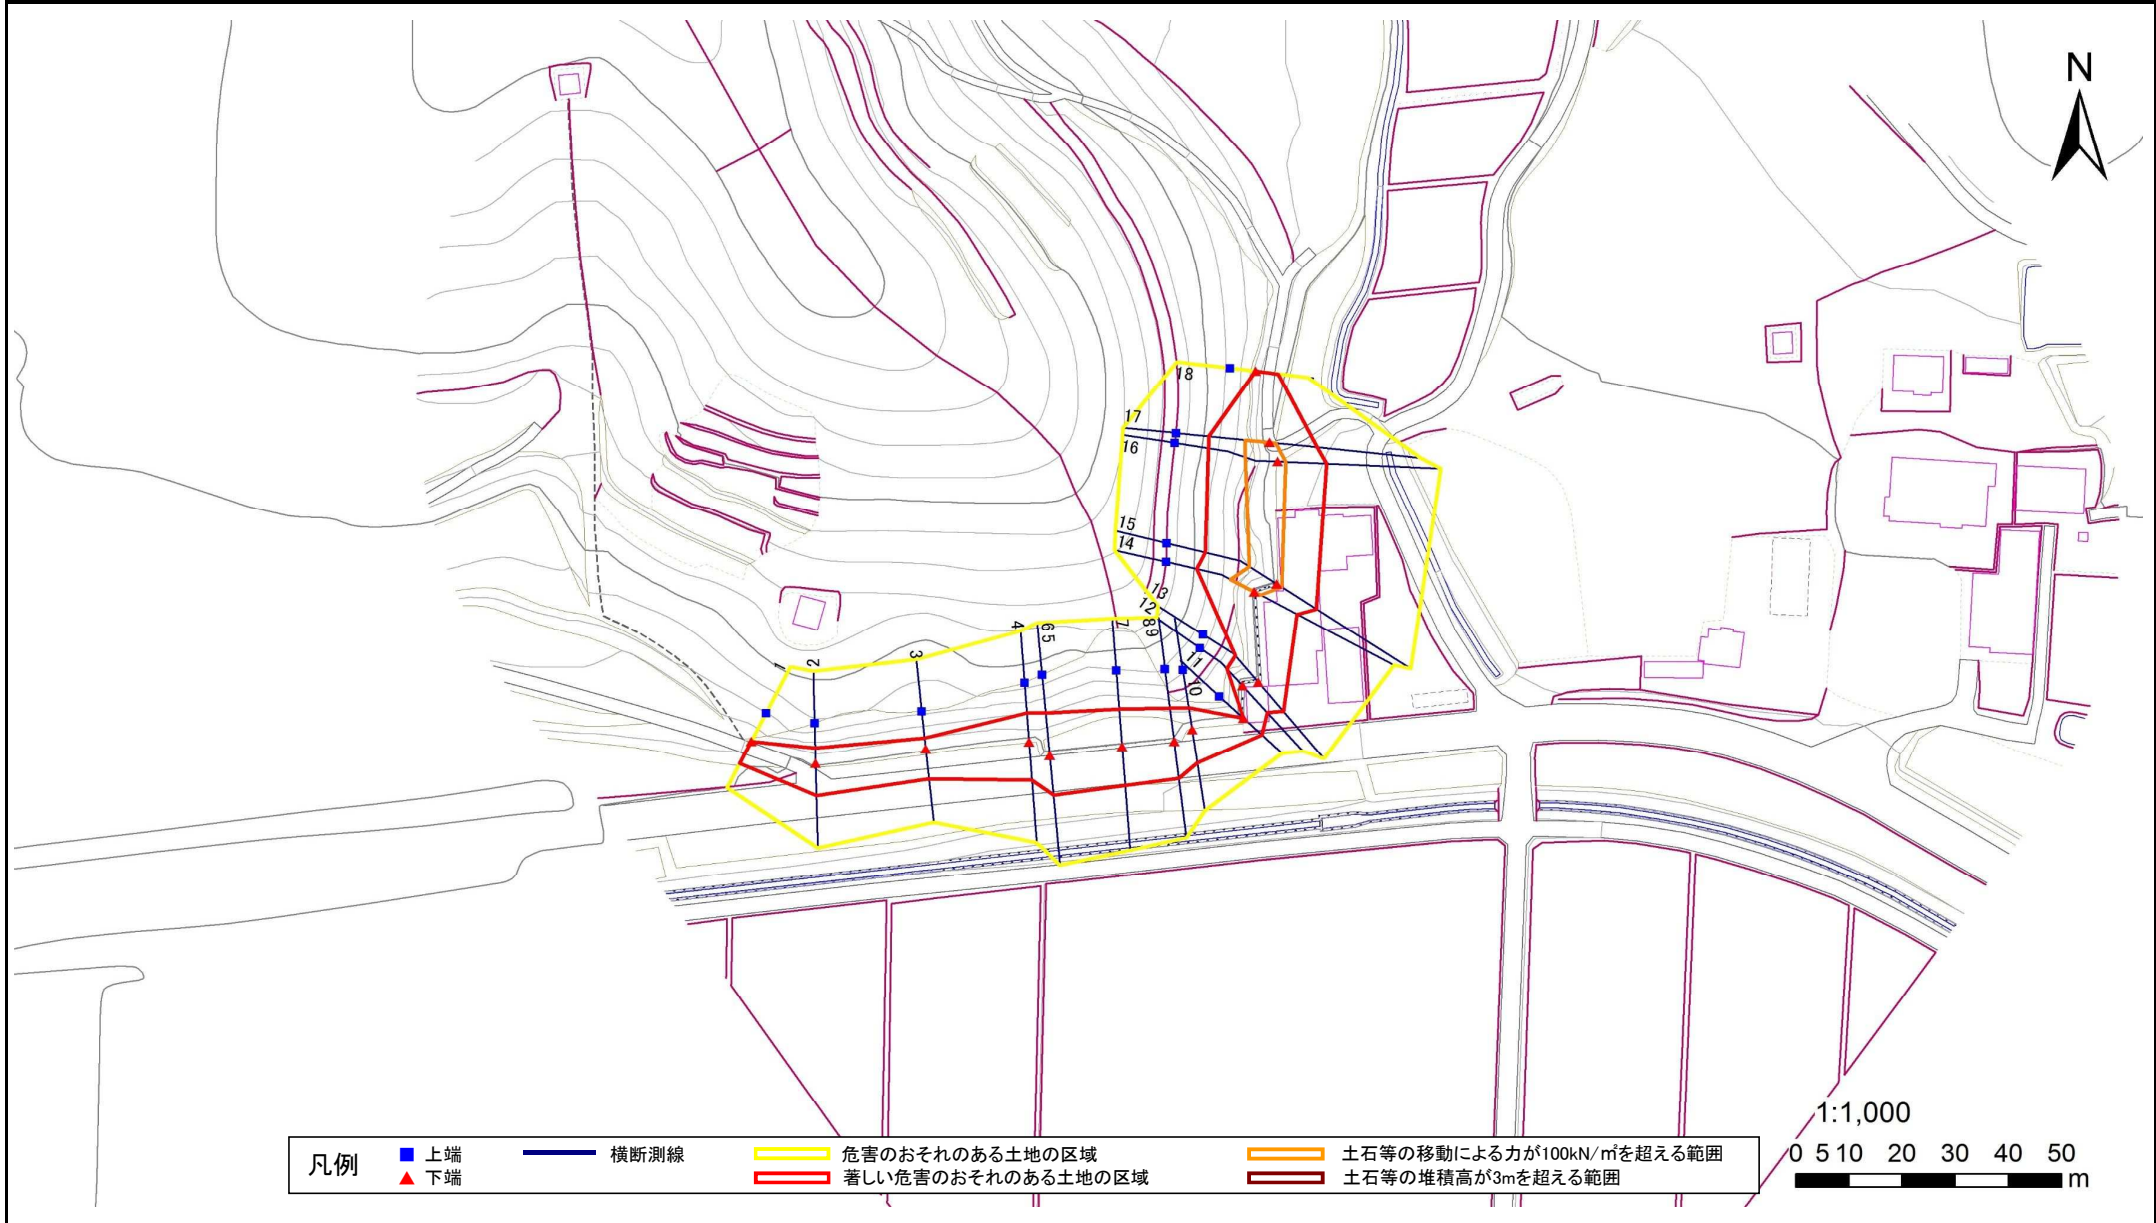 N
18
17
16
15
14
13
12
8
9
11
10
7
6
5
4
3
2
1
1:1,000
0 5 10 20 30 40 50
m
凡例
上端
下端
横断測線
危害のおそれのある土地の区域
著しい危害のおそれのある土地の区域
土石等の移動による力が100kN/㎡を超える範囲
土石等の堆積高が3mを超える範囲